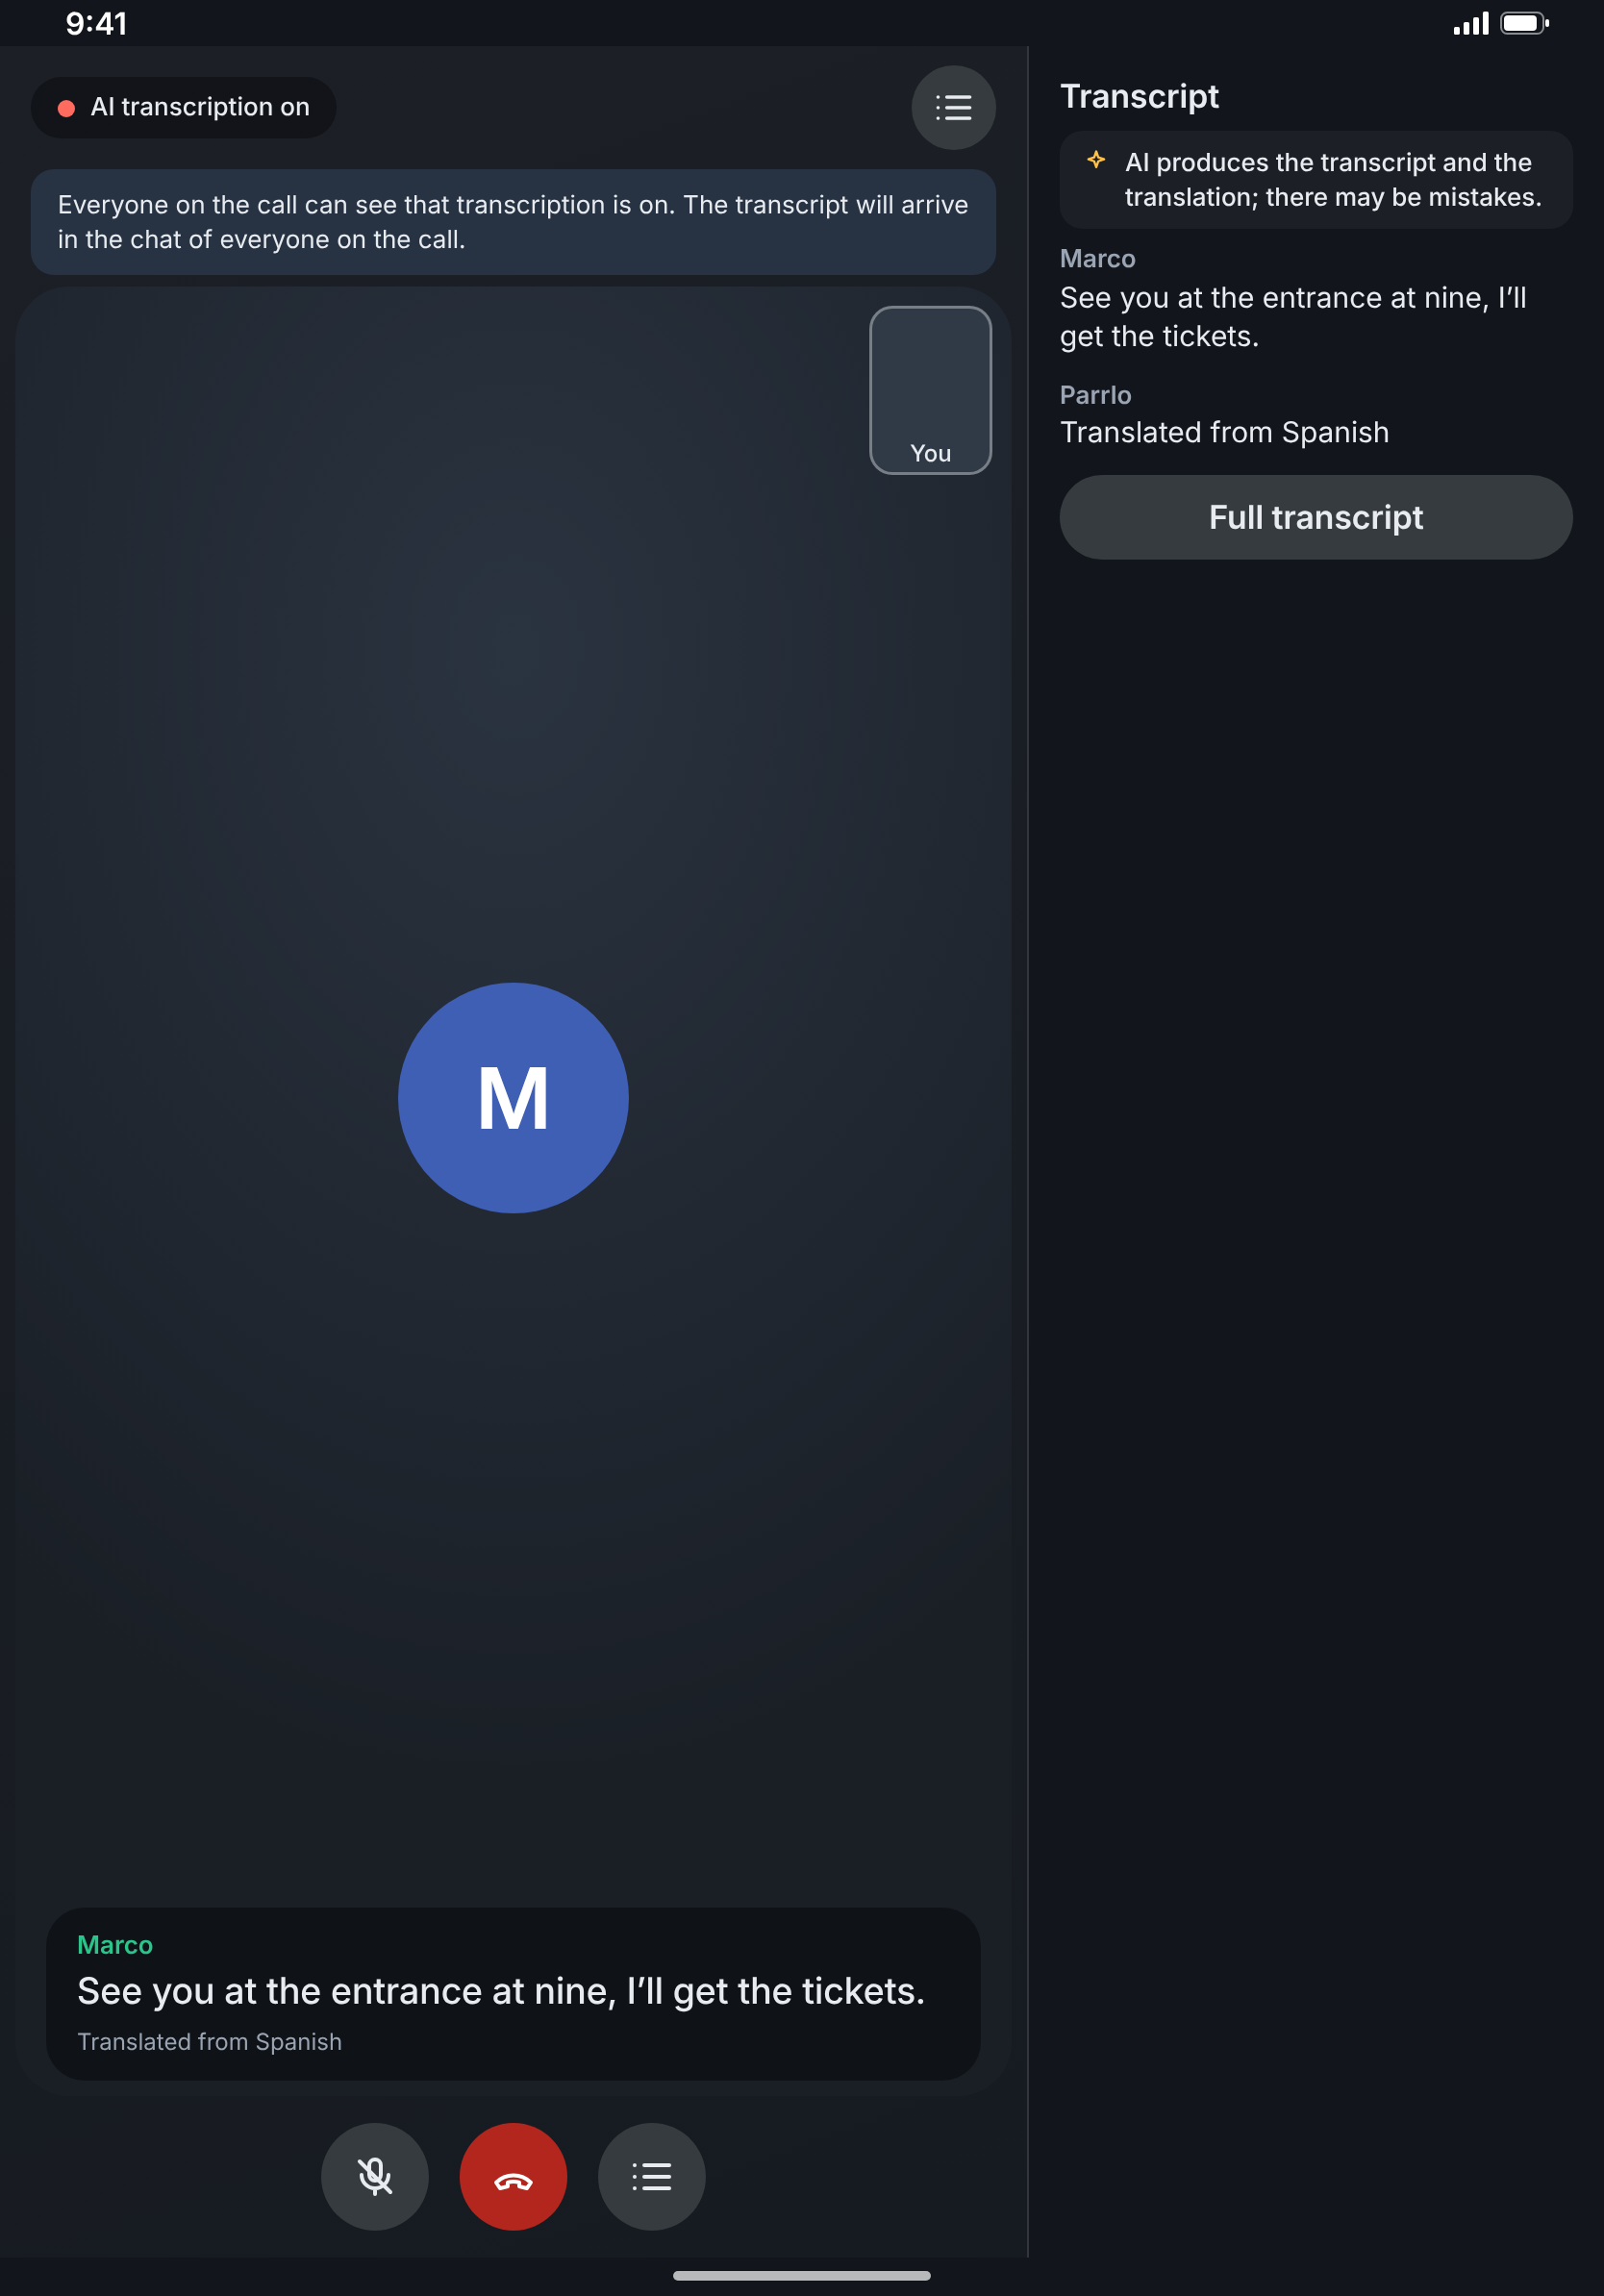 9:41
AI transcription on
Everyone on the call can see that transcription is on. The transcript will arrive
in the chat of everyone on the call.
You
M
Marco
See you at the entrance at nine, I’ll get the tickets.
Translated from Spanish
Transcript
AI produces the transcript and the
translation; there may be mistakes.
Marco
See you at the entrance at nine, I’ll
get the tickets.
Parrlo
Translated from Spanish
Full transcript